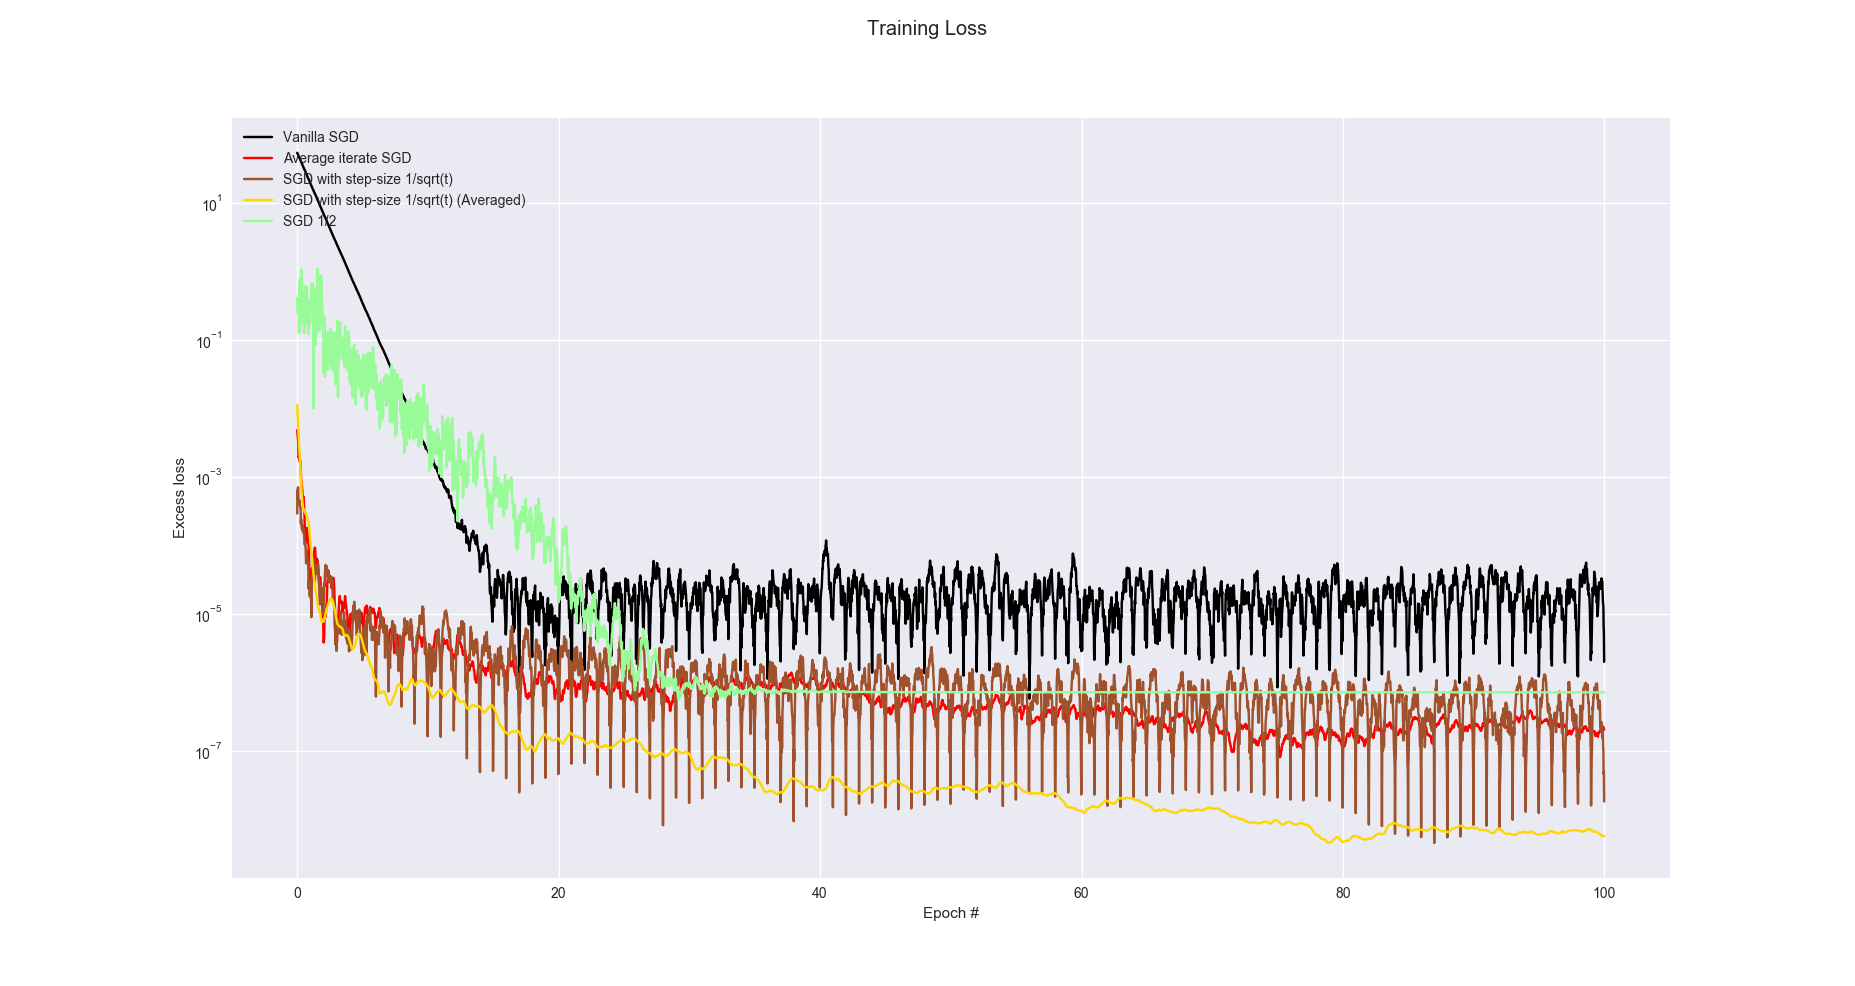 Training Loss
Vanilla SGD
Average iterate SGD
SGD with step-size 1/sqrt(t)
SGD with step-size 1/sqrt(t) (Averaged)
SGD 1/2
10^1
10^−1
10^−3
10^−5
10^−7
Excess loss
0 20 40 60 80 100
Epoch #